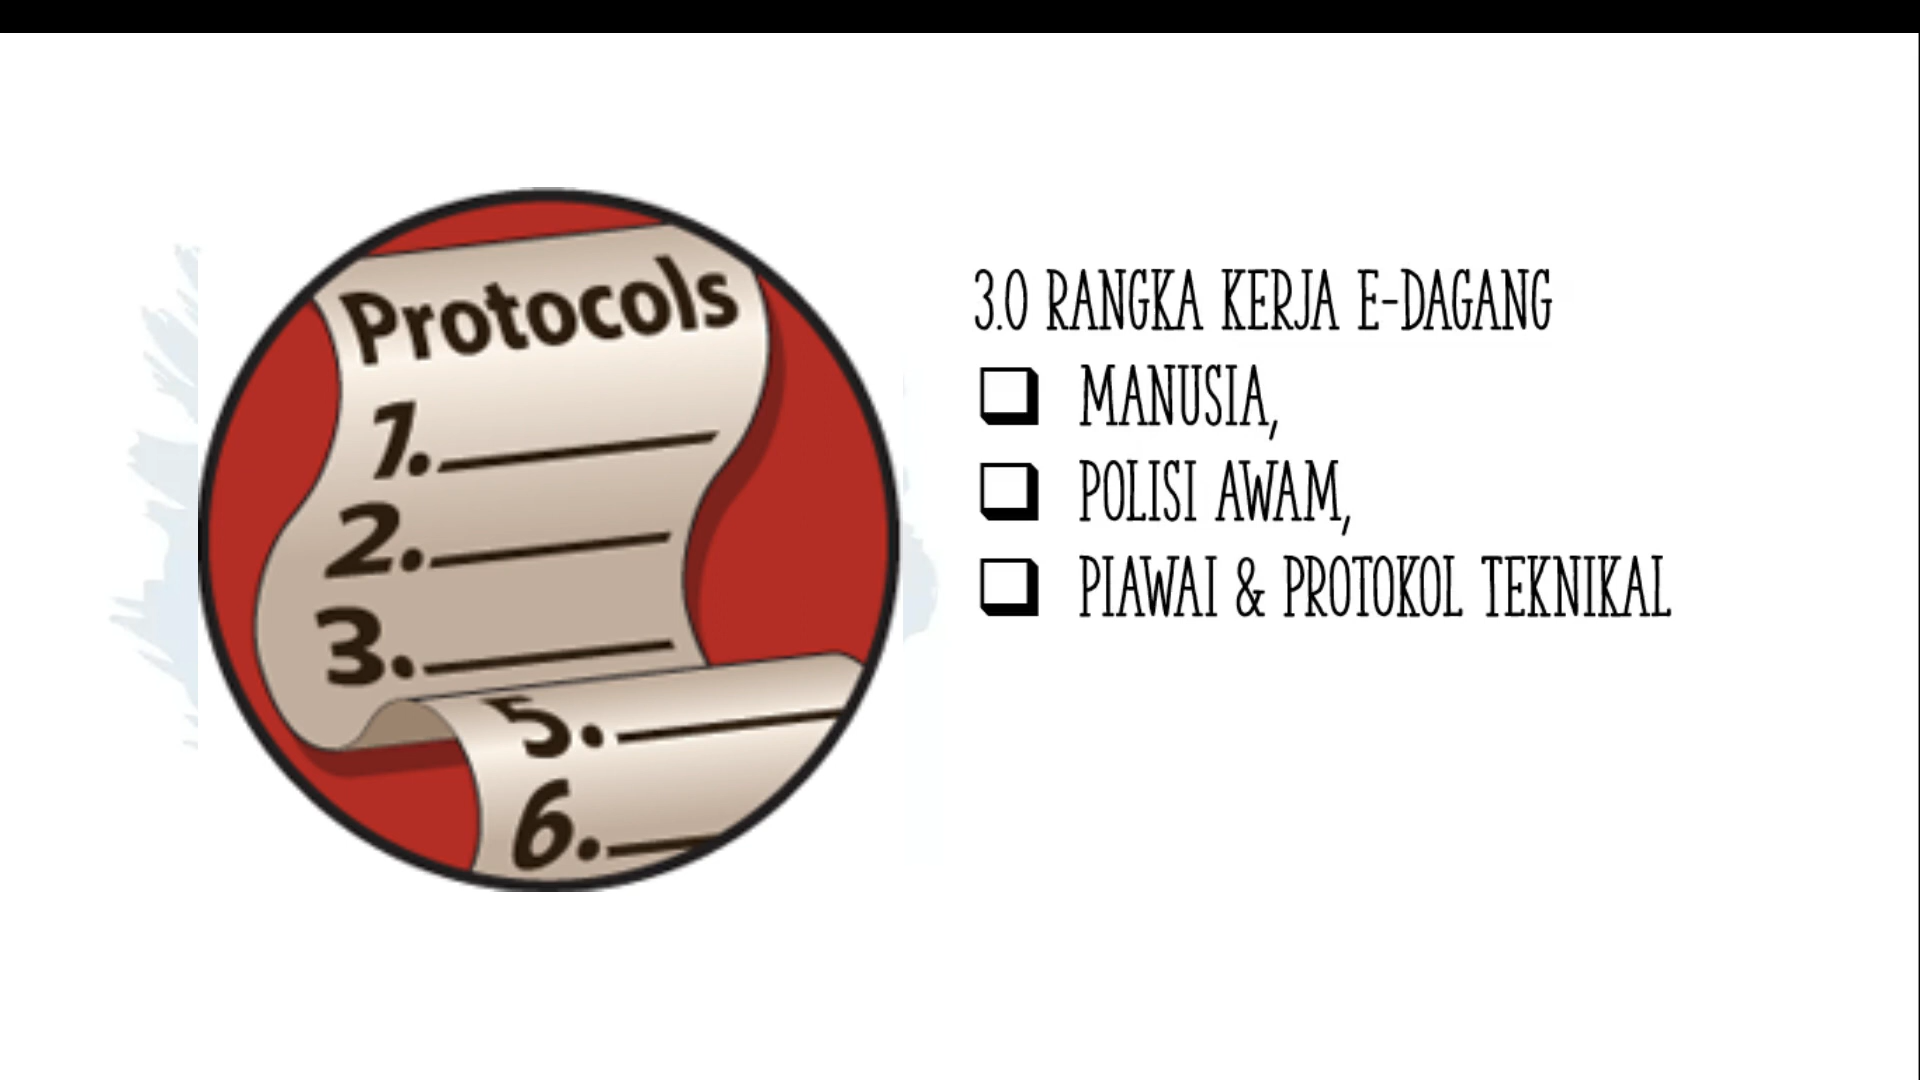 Protocols
1.
2.
3.
5.
6.
3.0 RANGKA KERJA E-DAGANG
MANUSIA,
POLISI AWAM,
PIAWAI & PROTOKOL TEKNIKAL